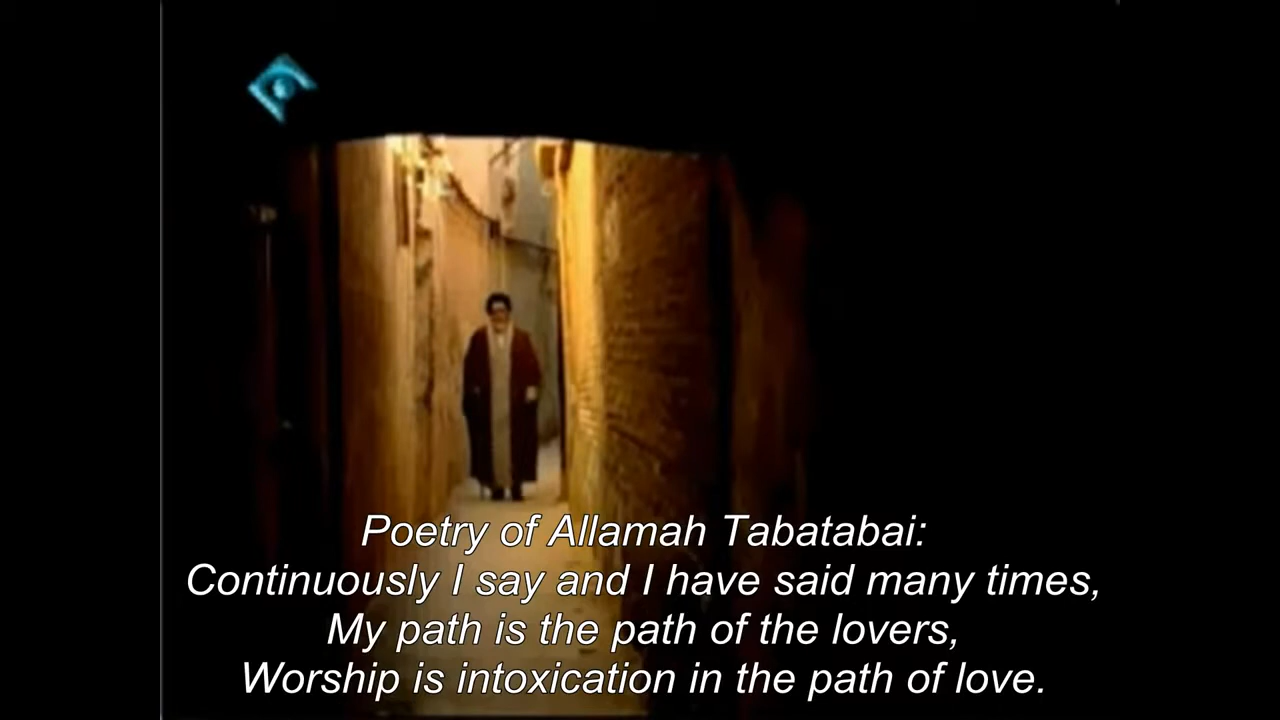 Poetry of Allamah Tabatabai:
Continuously I say and I have said many times,
My path is the path of the lovers,
Worship is intoxication in the path of love.